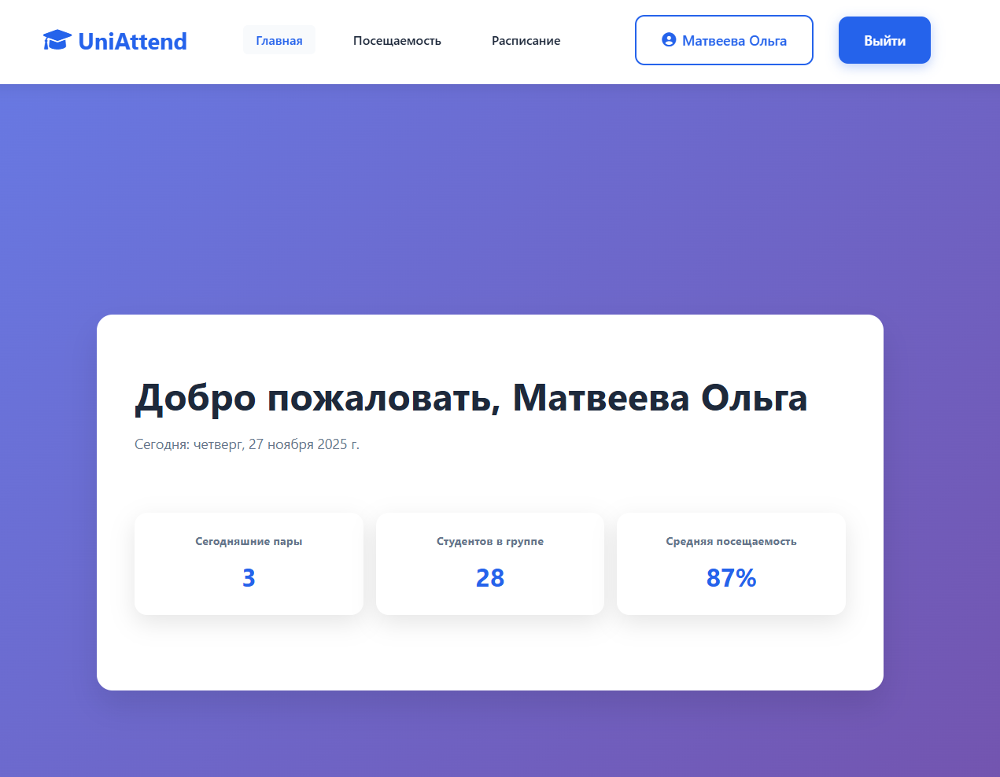 UniAttend
Главная
Посещаемость
Расписание
Матвеева Ольга
Выйти
Добро пожаловать, Матвеева Ольга
Сегодня: четверг, 27 ноября 2025 г.
Сегодняшние пары
3
Студентов в группе
28
Средняя посещаемость
87%